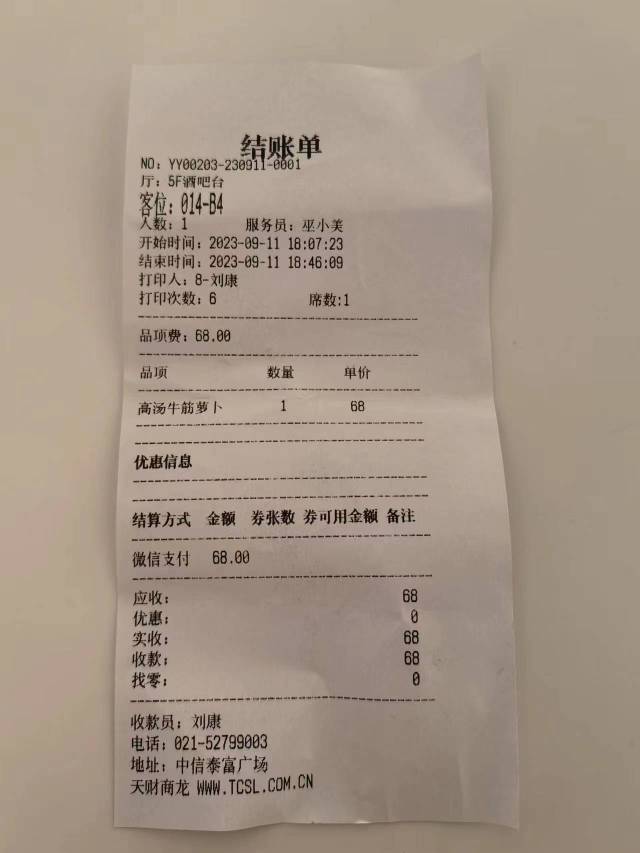 结账单
NO: YY00203-230911-0001
厅: 5F酒吧台
客位: 014-B4
人数: 1 服务员: 巫小美
开始时间: 2023-09-11 18:07:23
结束时间: 2023-09-11 18:46:09
打印人: 8-刘康
打印次数: 6 席数:1
品项费: 68.00
品项 数量 单价
高汤牛筋萝卜 1 68
优惠信息
结算方式 金额 券张数 券可用金额 备注
微信支付 68.00
应收: 68
优惠: 0
实收: 68
收款: 68
找零: 0
收款员: 刘康
电话: 021-52799003
地址: 中信泰富广场
天财商龙 WWW.TCSL.COM.CN